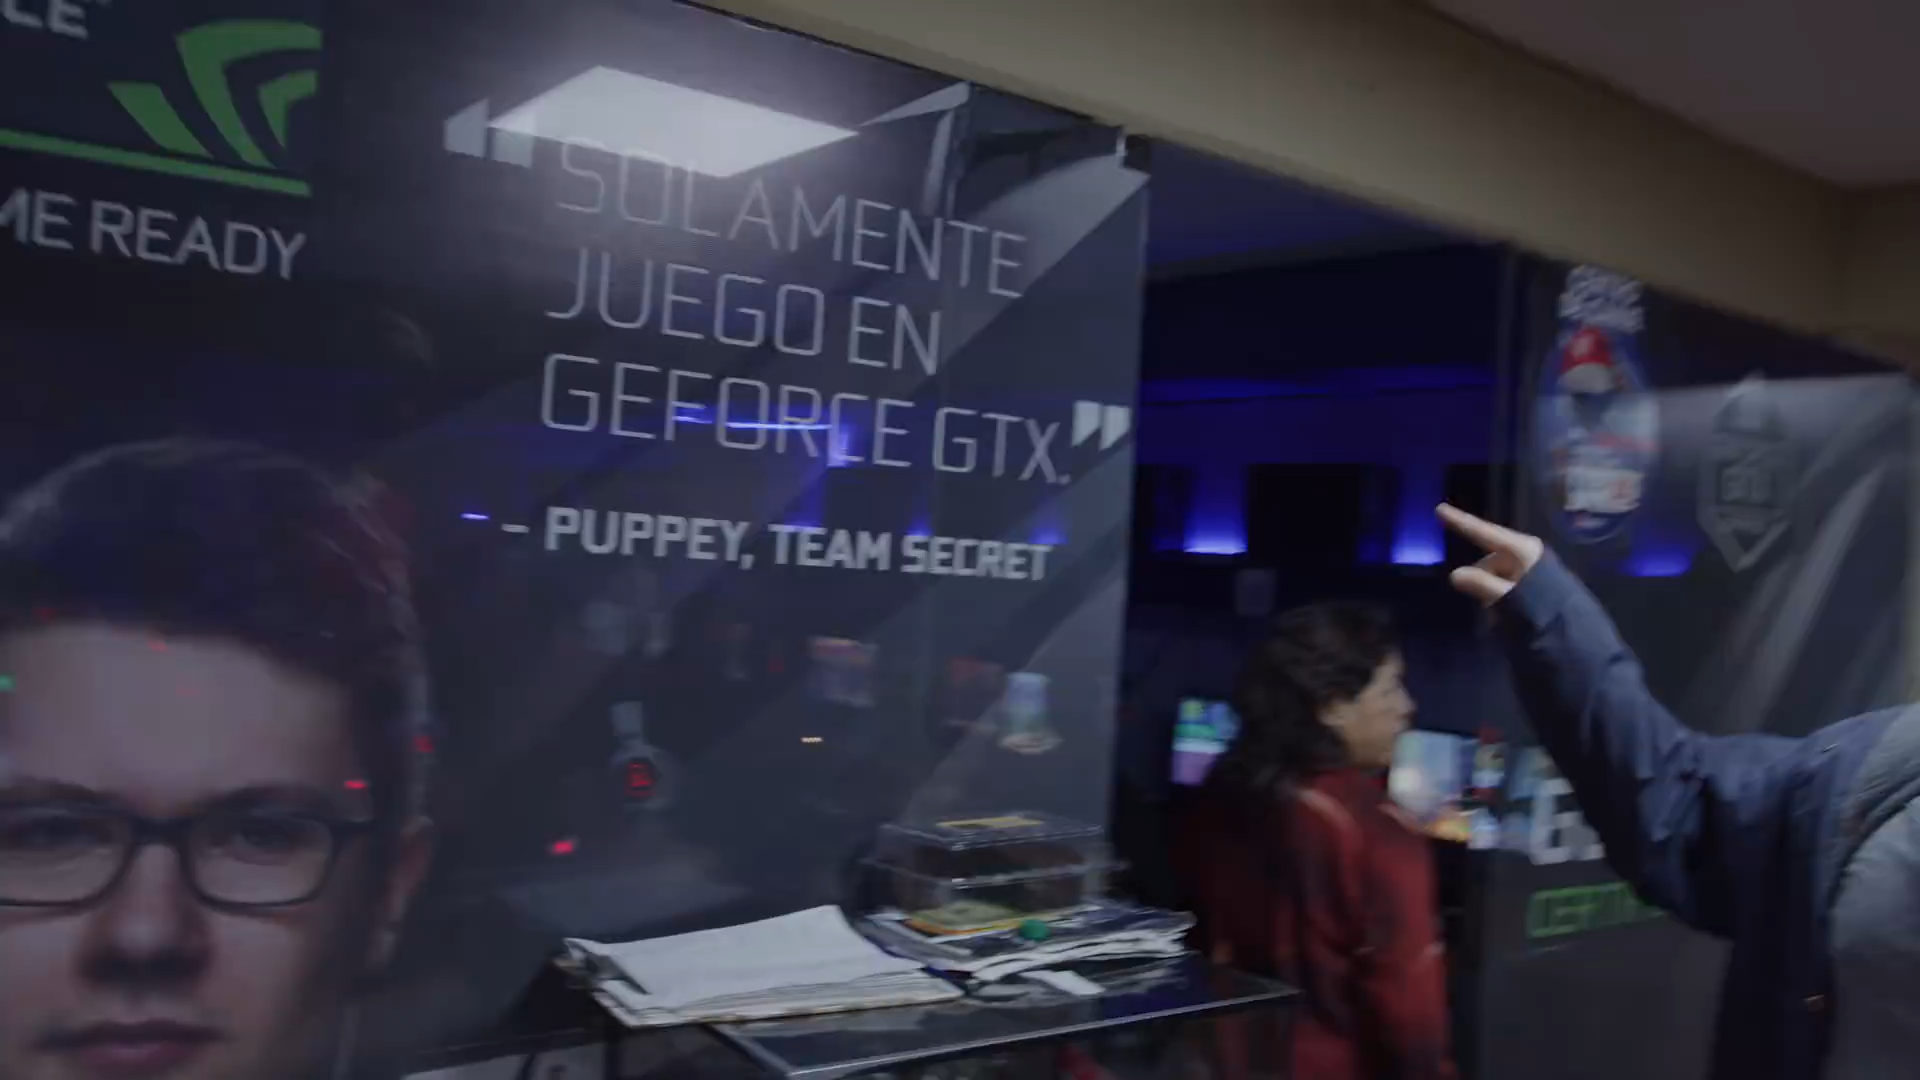 ME READY
“SOLAMENTE
JUEGO EN
GEFORCE GTX.”
– PUPPEY, TEAM SECRET